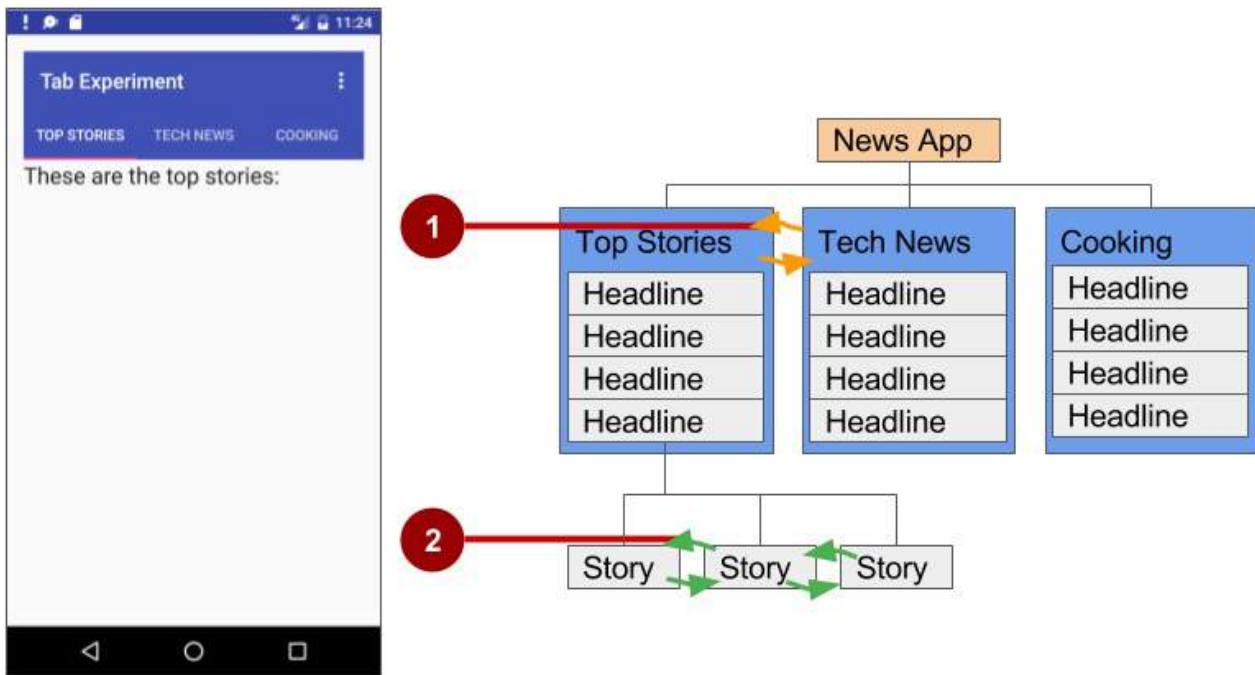 11:24
Tab Experiment
TOP STORIES TECH NEWS COOKING
These are the top stories:
News App
1
Top Stories
Headline
Headline
Headline
Headline
Tech News
Headline
Headline
Headline
Headline
Cooking
Headline
Headline
Headline
Headline
2
Story
Story
Story